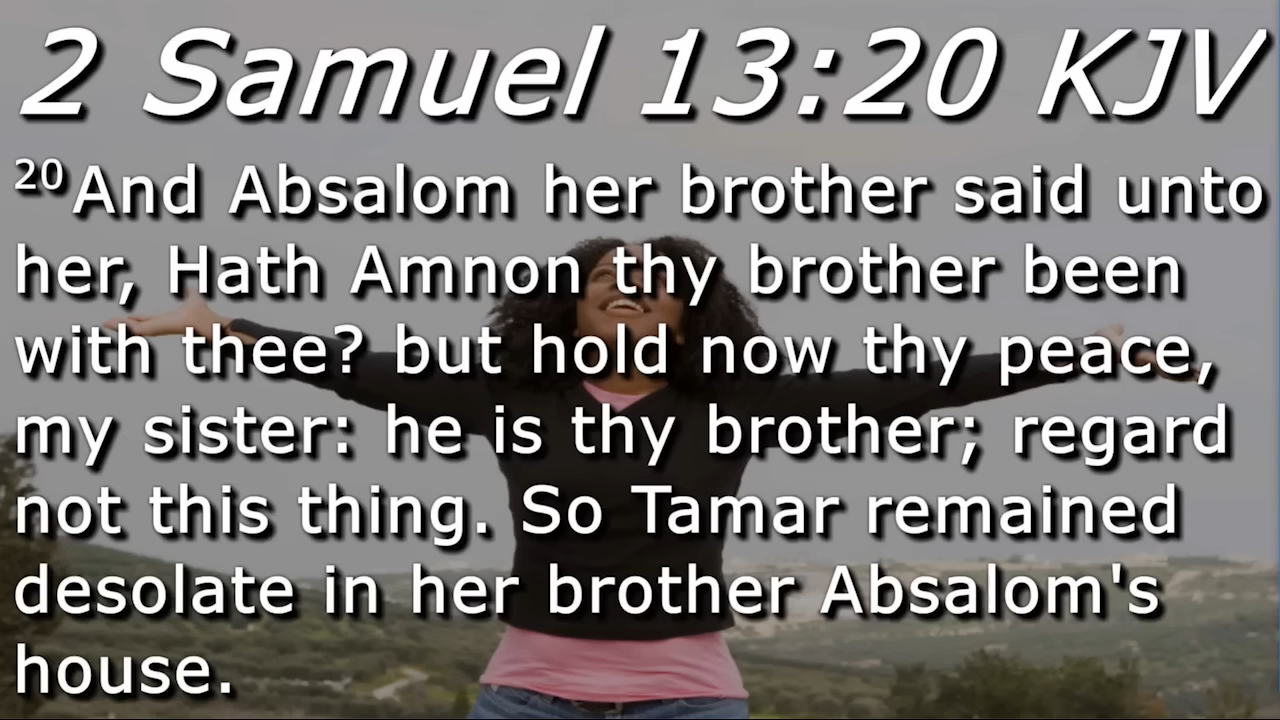 2 Samuel 13:20 KJV
20And Absalom her brother said unto
her, Hath Amnon thy brother been
with thee? but hold now thy peace,
my sister: he is thy brother; regard
not this thing. So Tamar remained
desolate in her brother Absalom's
house.